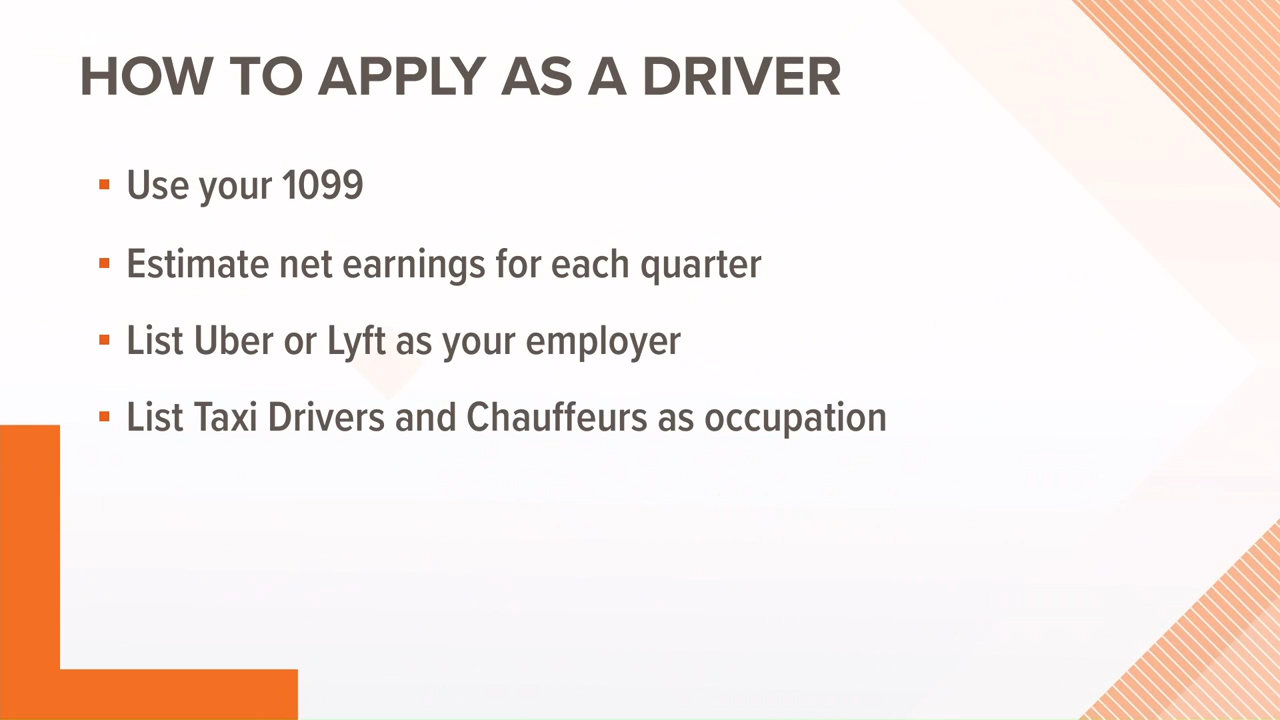 HOW TO APPLY AS A DRIVER
Use your 1099
Estimate net earnings for each quarter
List Uber or Lyft as your employer
List Taxi Drivers and Chauffeurs as occupation